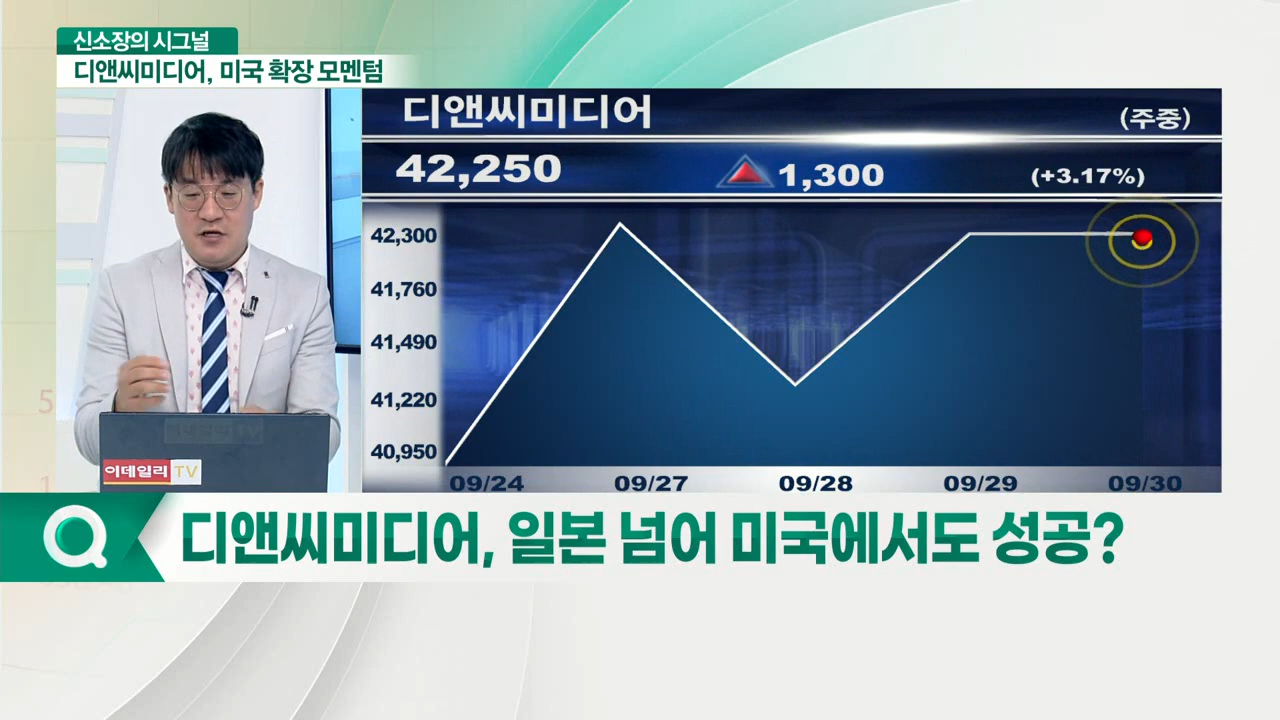 신소장의 시그널
디앤씨미디어, 미국 확장 모멘텀
디앤씨미디어 (주중)
42,250 ▲ 1,300 (+3.17%)
42,300
41,760
41,490
41,220
40,950
09/24 09/27 09/28 09/29 09/30
이데일리 TV
디앤씨미디어, 일본 넘어 미국에서도 성공?
5
1